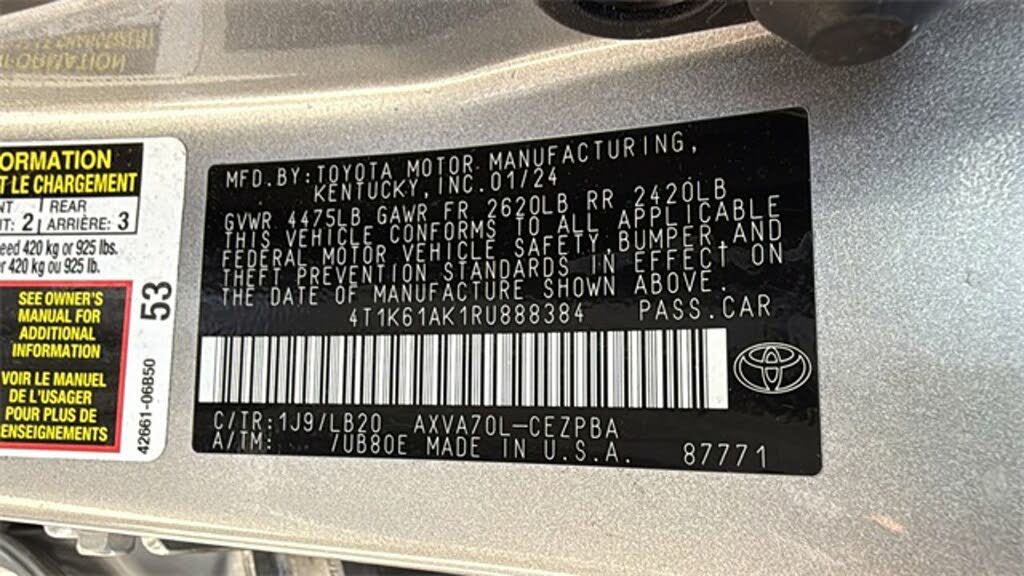 ORMATION
T LE CHARGEMENT
NT 2 REAR
IT: ARRIÈRE: 3
eed 420 kg or 925 lbs.
r 420 kg ou 925 lb.
SEE OWNER'S
MANUAL FOR
ADDITIONAL
INFORMATION
VOIR LE MANUEL
DE L'USAGER
POUR PLUS DE
ENSEIGNEMENTS
53
42661-06B50
MFD.BY:TOYOTA MOTOR MANUFACTURING,
KENTUCKY,INC.01/24
GVWR 4475LB GAWR FR 2620LB RR 2420LB
THIS VEHICLE CONFORMS TO ALL APPLICABLE
FEDERAL MOTOR VEHICLE SAFETY,BUMPER,AND
THEFT PREVENTION STANDARDS IN EFFECT ON
THE DATE OF MANUFACTURE SHOWN ABOVE.
4T1K61AK1RU888384 PASS.CAR
C/TR:1J9/LB20 AXVA70L-CEZPBA
A/TM: 7UB80E MADE IN U.S.A. 87771